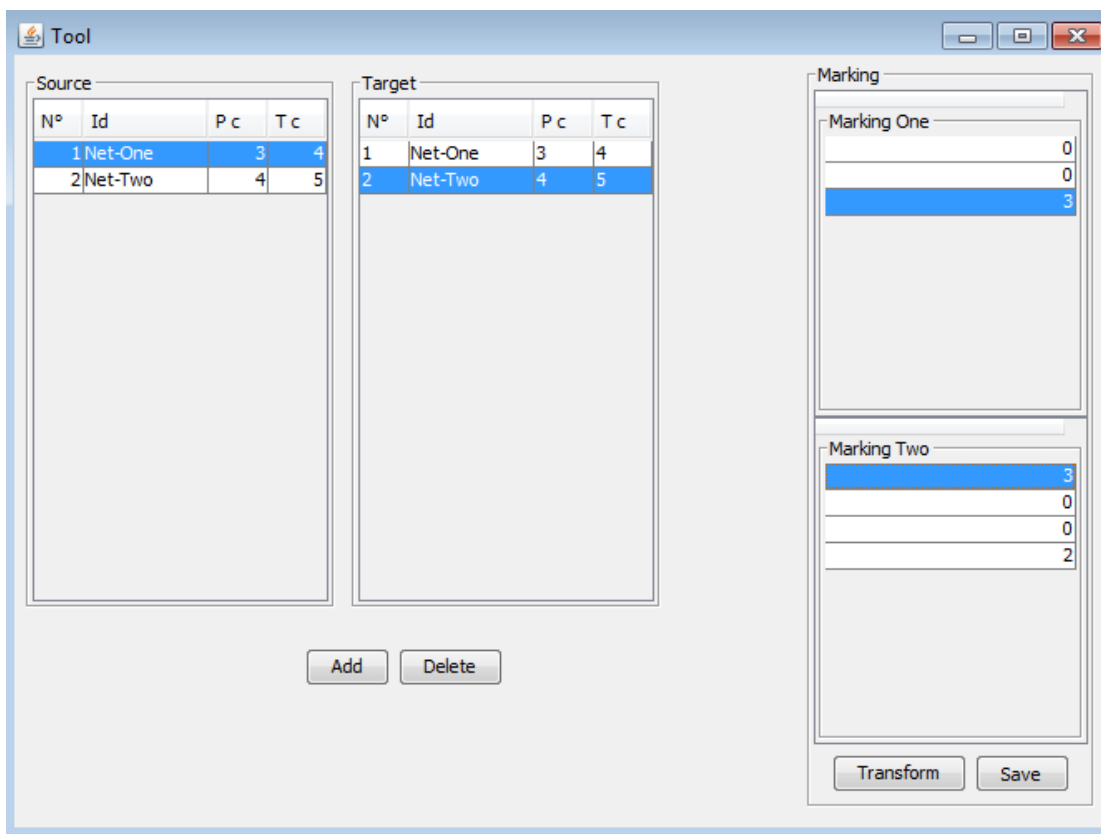 Tool
Source
N° Id P c T c
1 Net-One 3 4
2 Net-Two 4 5
Target
N° Id P c T c
1 Net-One 3 4
2 Net-Two 4 5
Add Delete
Marking
Marking One
0
0
3
Marking Two
3
0
0
2
Transform Save